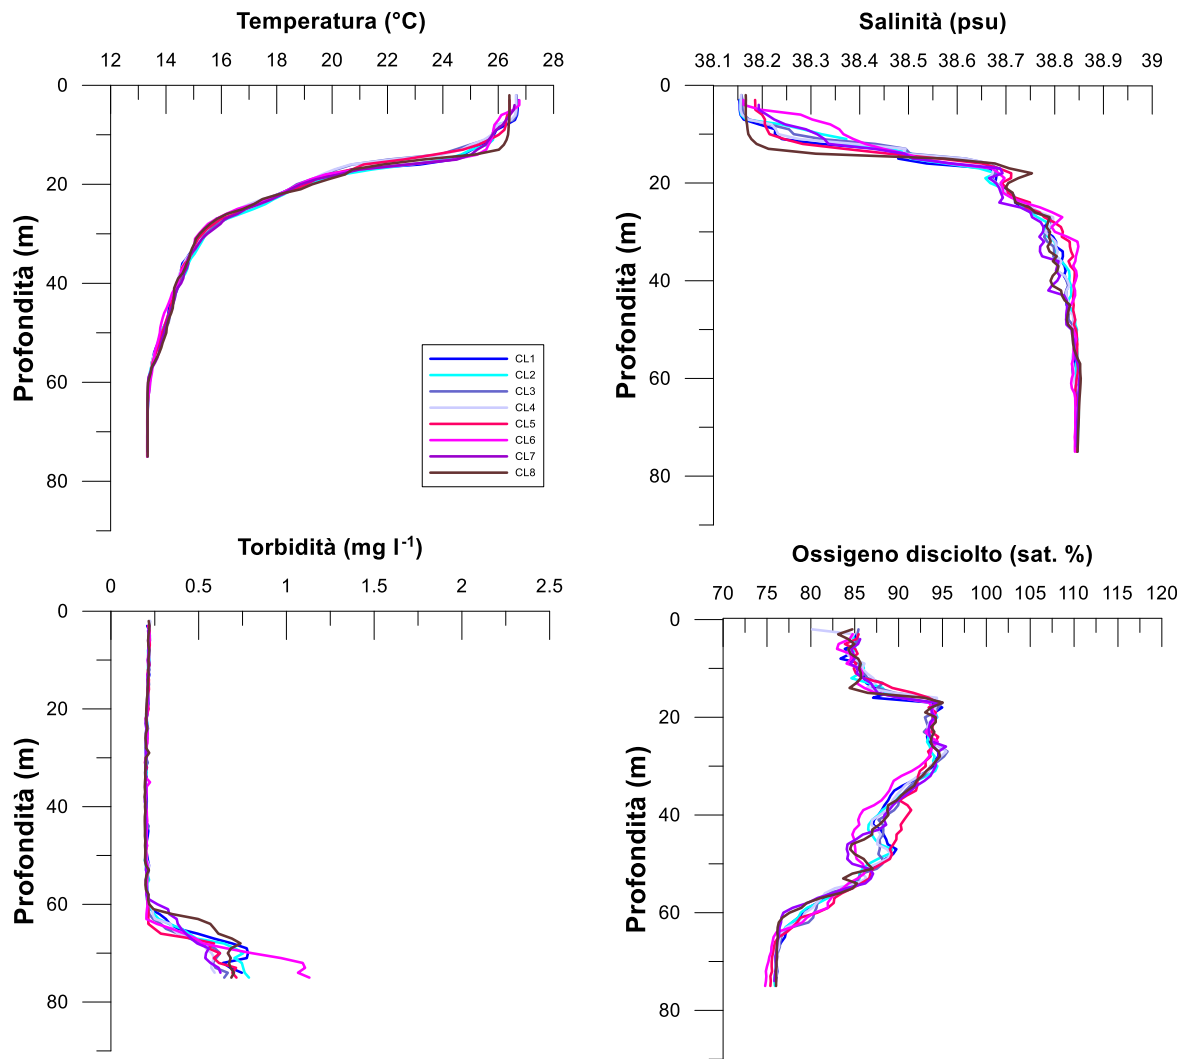 Temperatura (°C)
12 14 16 18 20 22 24 26 28
0
20
40
60
80
Profondità (m)
CL1
CL2
CL3
CL4
CL5
CL6
CL7
CL8
Salinità (psu)
38.1 38.2 38.3 38.4 38.5 38.6 38.7 38.8 38.9 39
0
20
40
60
80
Profondità (m)
Torbidità (mg l⁻¹)
0 0.5 1 1.5 2 2.5
0
20
40
60
80
Profondità (m)
Ossigeno disciolto (sat. %)
70 75 80 85 90 95 100 105 110 115 120
0
20
40
60
80
Profondità (m)